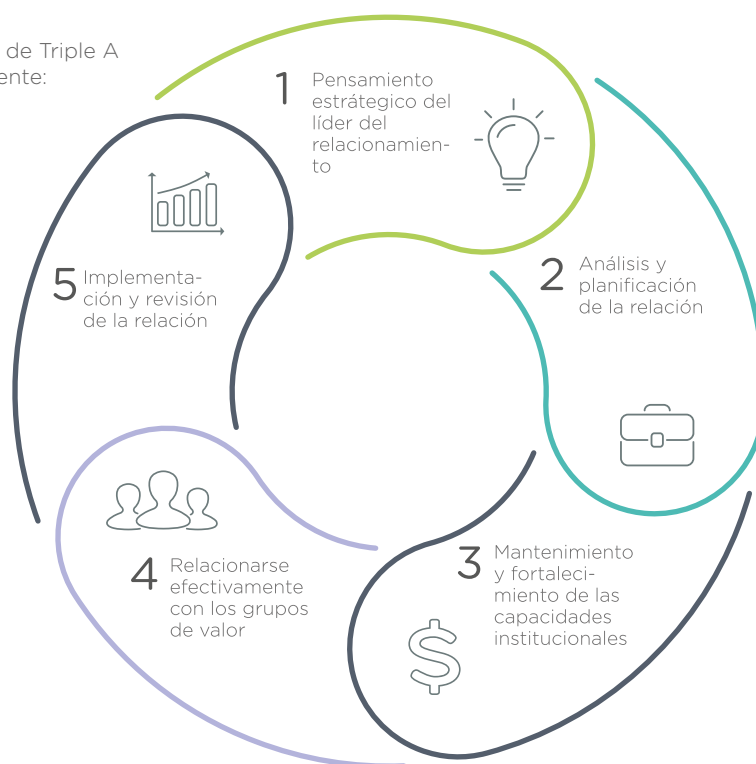 de Triple A
ente:
1 Pensamiento
estrátegico del
líder del
relacionamien-
to
2 Análisis y
planificación
de la relación
3 Mantenimiento
y fortaleci-
miento de las
capacidades
institucionales
4 Relacionarse
efectivamente
con los grupos
de valor
5 Implementa-
ción y revisión
de la relación
$